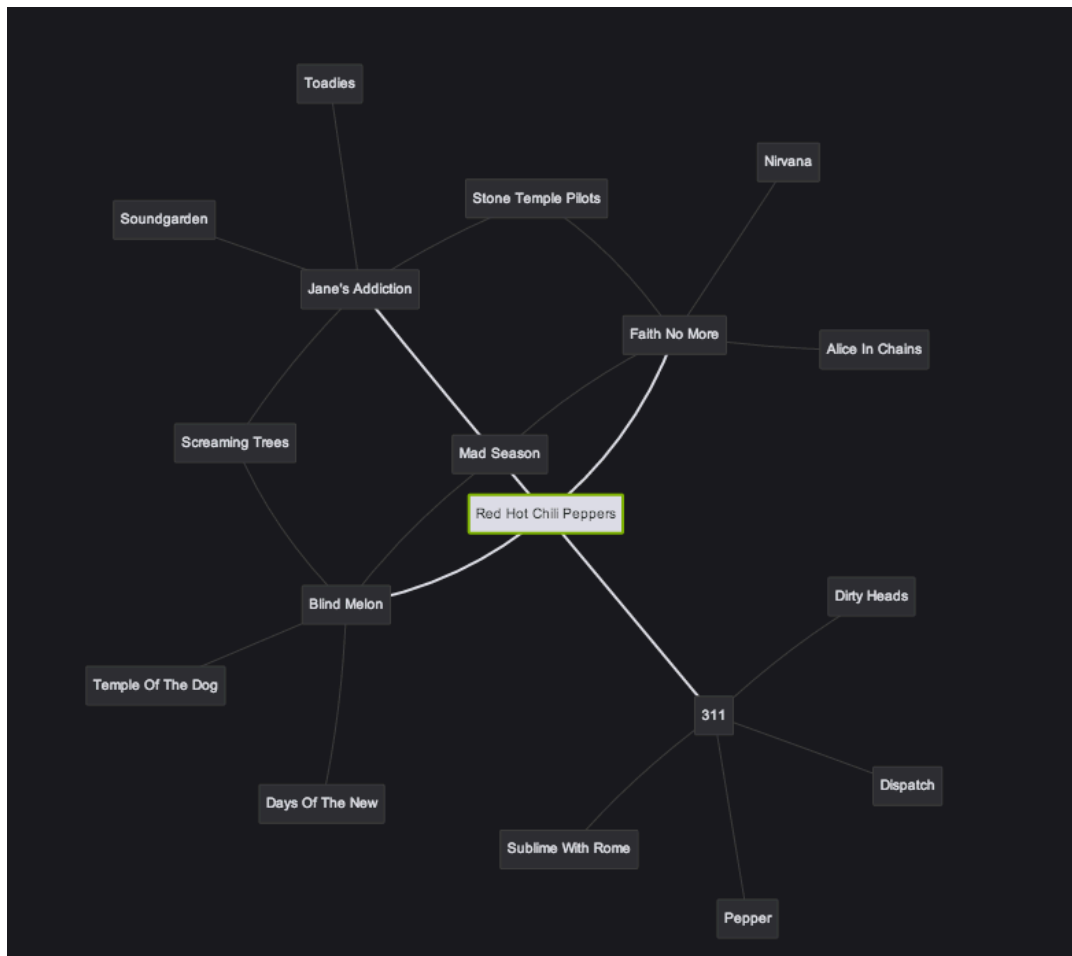 Toadies
Nirvana
Stone Temple Pilots
Soundgarden
Jane's Addiction
Faith No More
Alice In Chains
Screaming Trees
Mad Season
Red Hot Chili Peppers
Dirty Heads
Blind Melon
Temple Of The Dog
311
Dispatch
Days Of The New
Sublime With Rome
Pepper